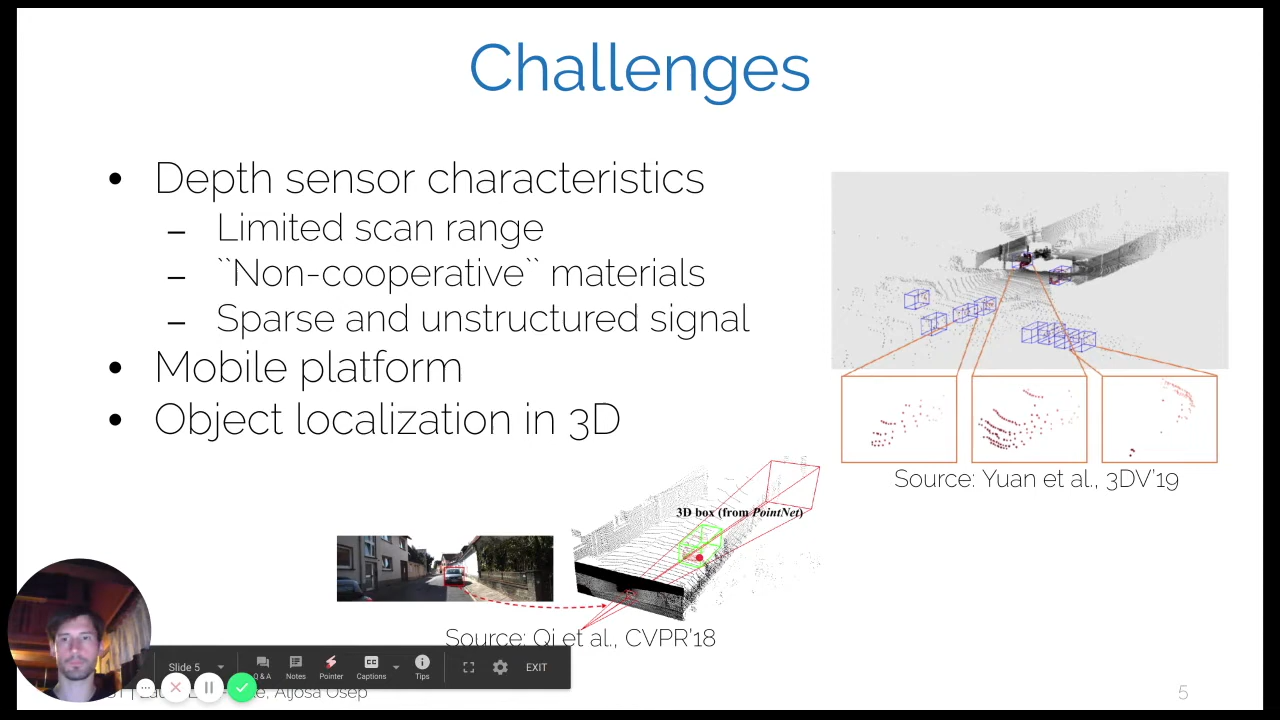 Challenges
• Depth sensor characteristics
– Limited scan range
– ``Non-cooperative`` materials
– Sparse and unstructured signal
• Mobile platform
• Object localization in 3D
Source: Yuan et al., 3DV'19
3D box (from PointNet)
Source: Qi et al., CVPR'18
Slide 5
Q & A
Notes
Pointer
CC
Captions
Tips
EXIT
Aljosa Osep
5